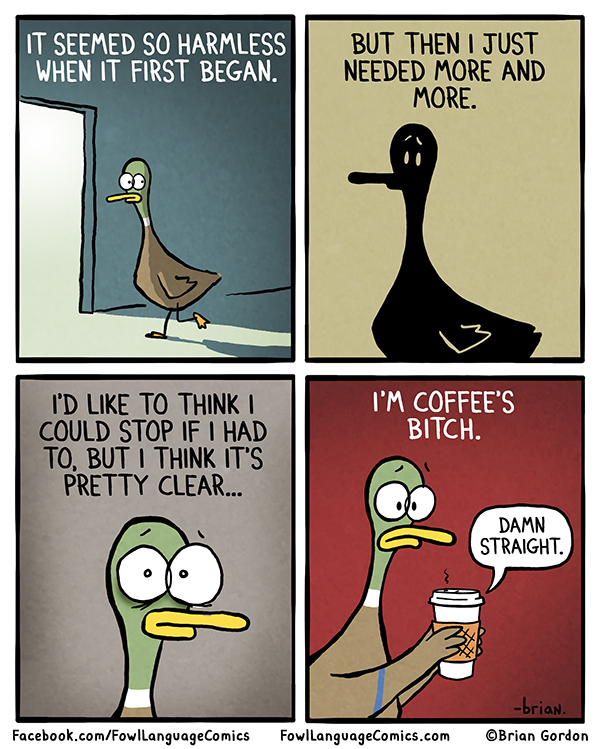 IT SEEMED SO HARMLESS
WHEN IT FIRST BEGAN.
BUT THEN I JUST
NEEDED MORE AND
MORE.
I'D LIKE TO THINK I
COULD STOP IF I HAD
TO, BUT I THINK IT'S
PRETTY CLEAR...
I'M COFFEE'S
BITCH.
DAMN
STRAIGHT.
-briaN.
Facebook.com/FowlLanguageComics
FowlLanguageComics.com
©Brian Gordon